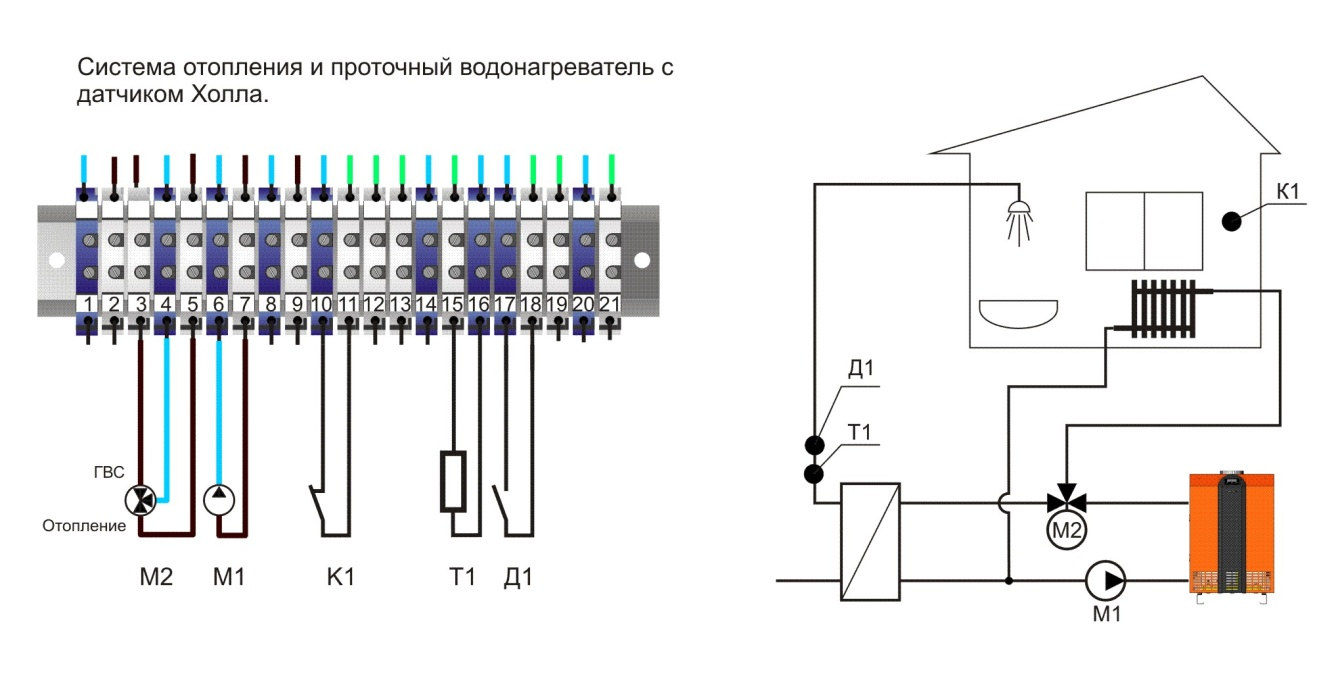 Система отопления и проточный водонагреватель с
датчиком Холла.
1 2 3 4 5 6 7 8 9 10 11 12 13 14 15 16 17 18 19 20 21
ГВС
Отопление
М2 М1 К1 Т1 Д1
К1
Д1
Т1
М2
М1